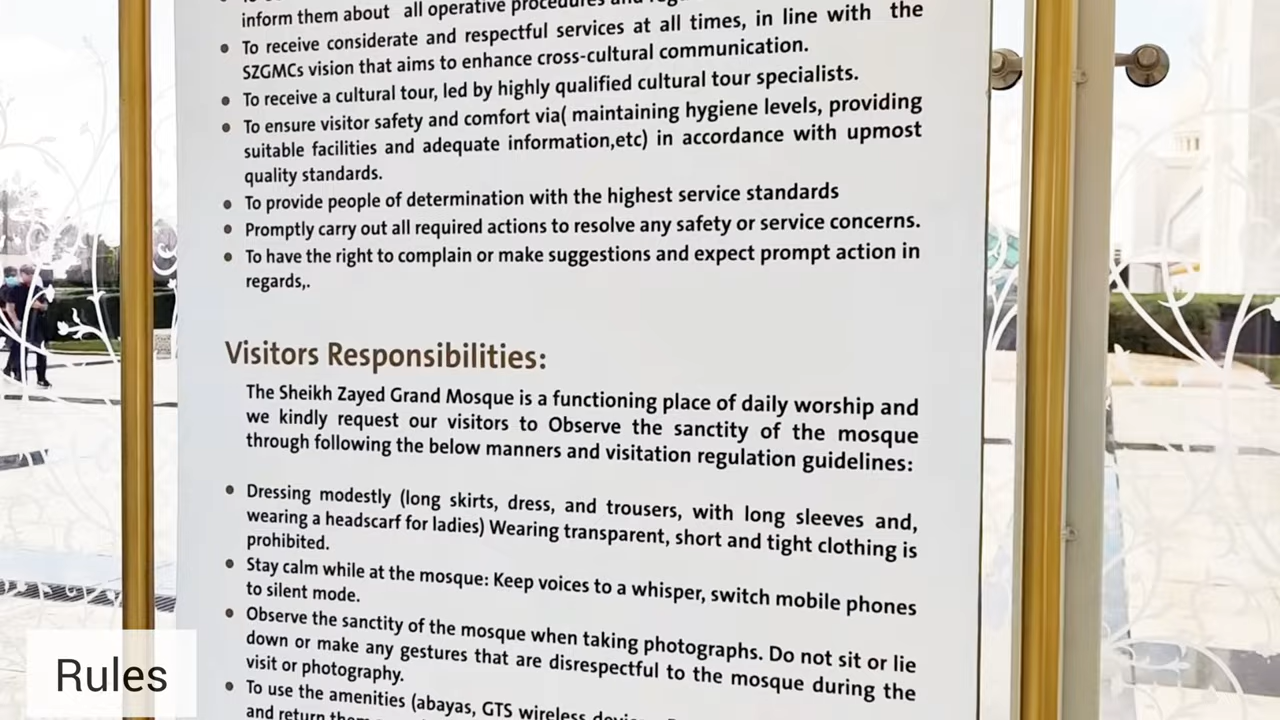 inform them about all operative procedures and
To receive considerate and respectful services at all times, in line with the
SZGMCs vision that aims to enhance cross-cultural communication.
To receive a cultural tour, led by highly qualified cultural tour specialists.
To ensure visitor safety and comfort via( maintaining hygiene levels, providing
suitable facilities and adequate information,etc) in accordance with upmost
quality standards.
To provide people of determination with the highest service standards
Promptly carry out all required actions to resolve any safety or service concerns.
To have the right to complain or make suggestions and expect prompt action in
regards,.
Visitors Responsibilities:
The Sheikh Zayed Grand Mosque is a functioning place of daily worship and
we kindly request our visitors to Observe the sanctity of the mosque
through following the below manners and visitation regulation guidelines:
Dressing modestly (long skirts, dress, and trousers, with long sleeves and,
wearing a headscarf for ladies) Wearing transparent, short and tight clothing is
prohibited.
Stay calm while at the mosque: Keep voices to a whisper, switch mobile phones
to silent mode.
Observe the sanctity of the mosque when taking photographs. Do not sit or lie
down or make any gestures that are disrespectful to the mosque during the
visit or photography.
To use the amenities (abayas, GTS wireless
and return them
Rules